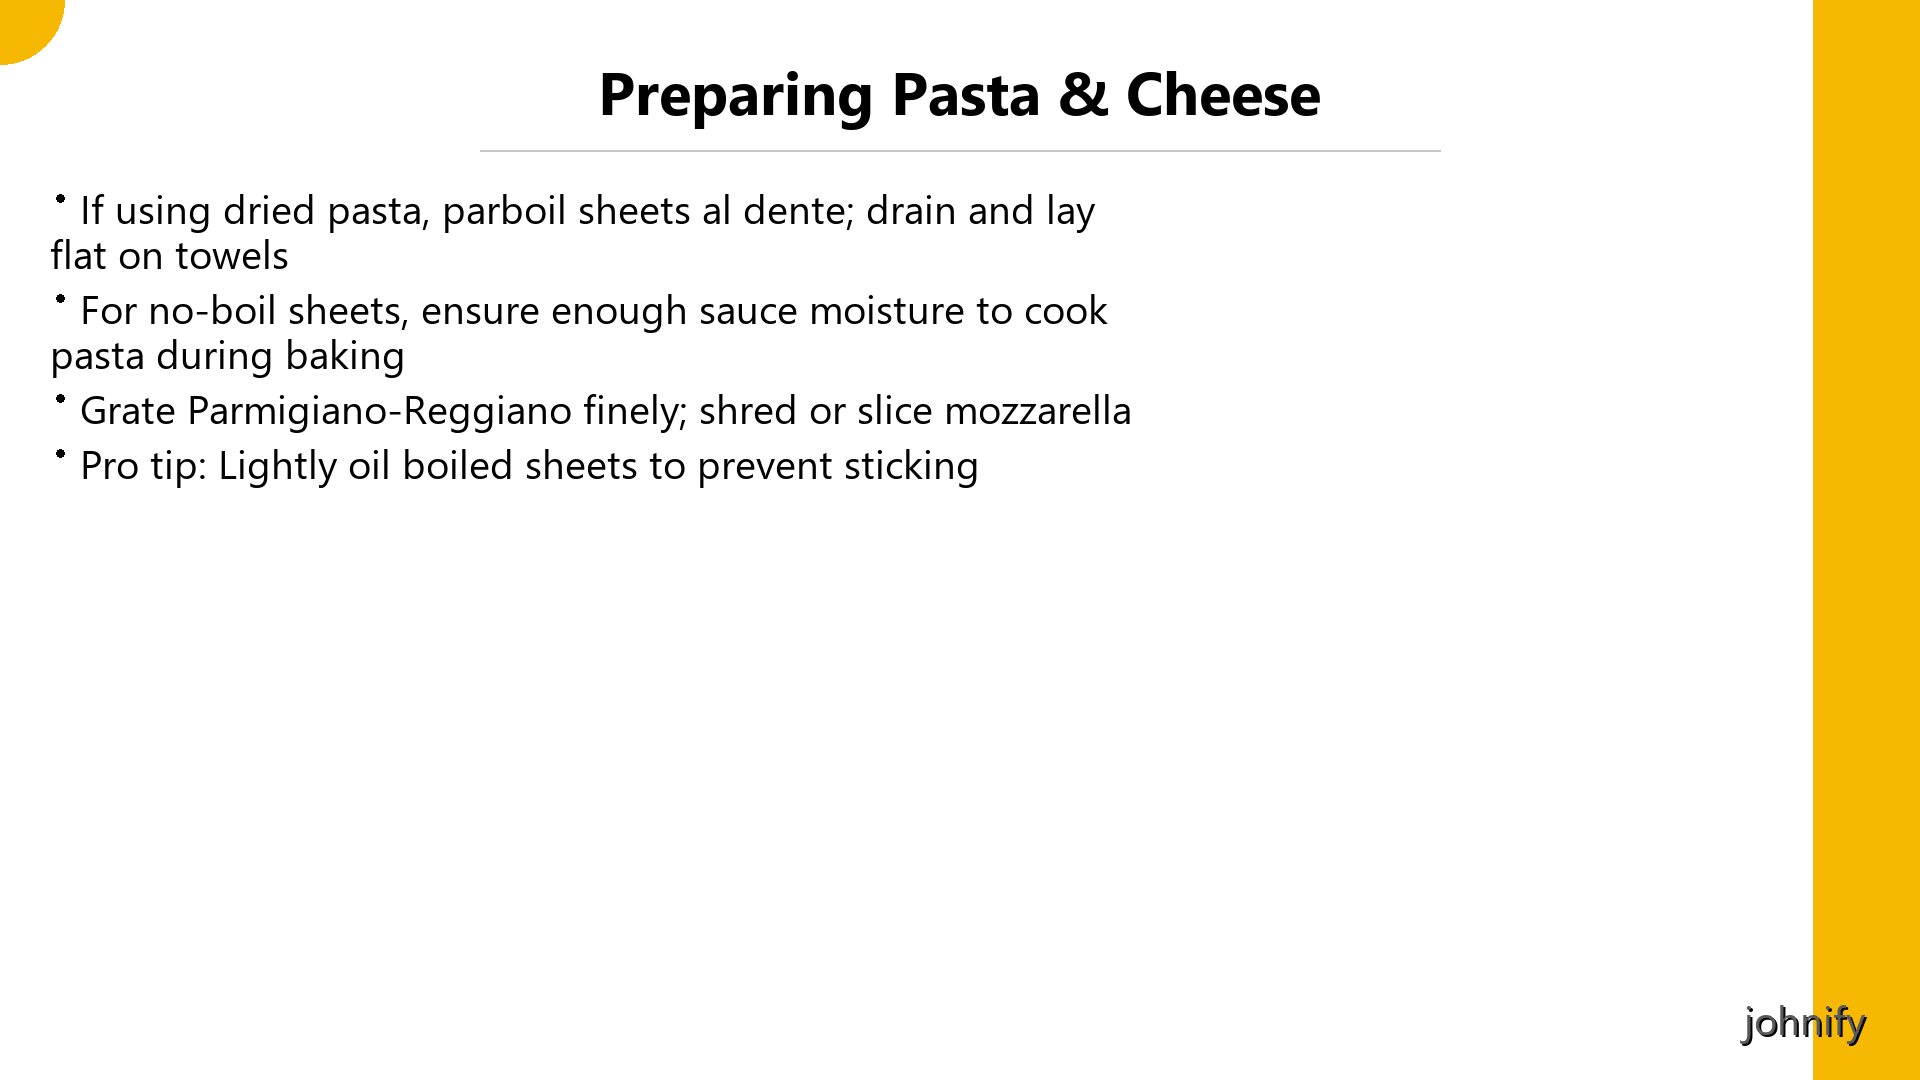 Preparing Pasta & Cheese
• If using dried pasta, parboil sheets al dente; drain and lay
flat on towels
• For no-boil sheets, ensure enough sauce moisture to cook
pasta during baking
• Grate Parmigiano-Reggiano finely; shred or slice mozzarella
• Pro tip: Lightly oil boiled sheets to prevent sticking
johnify